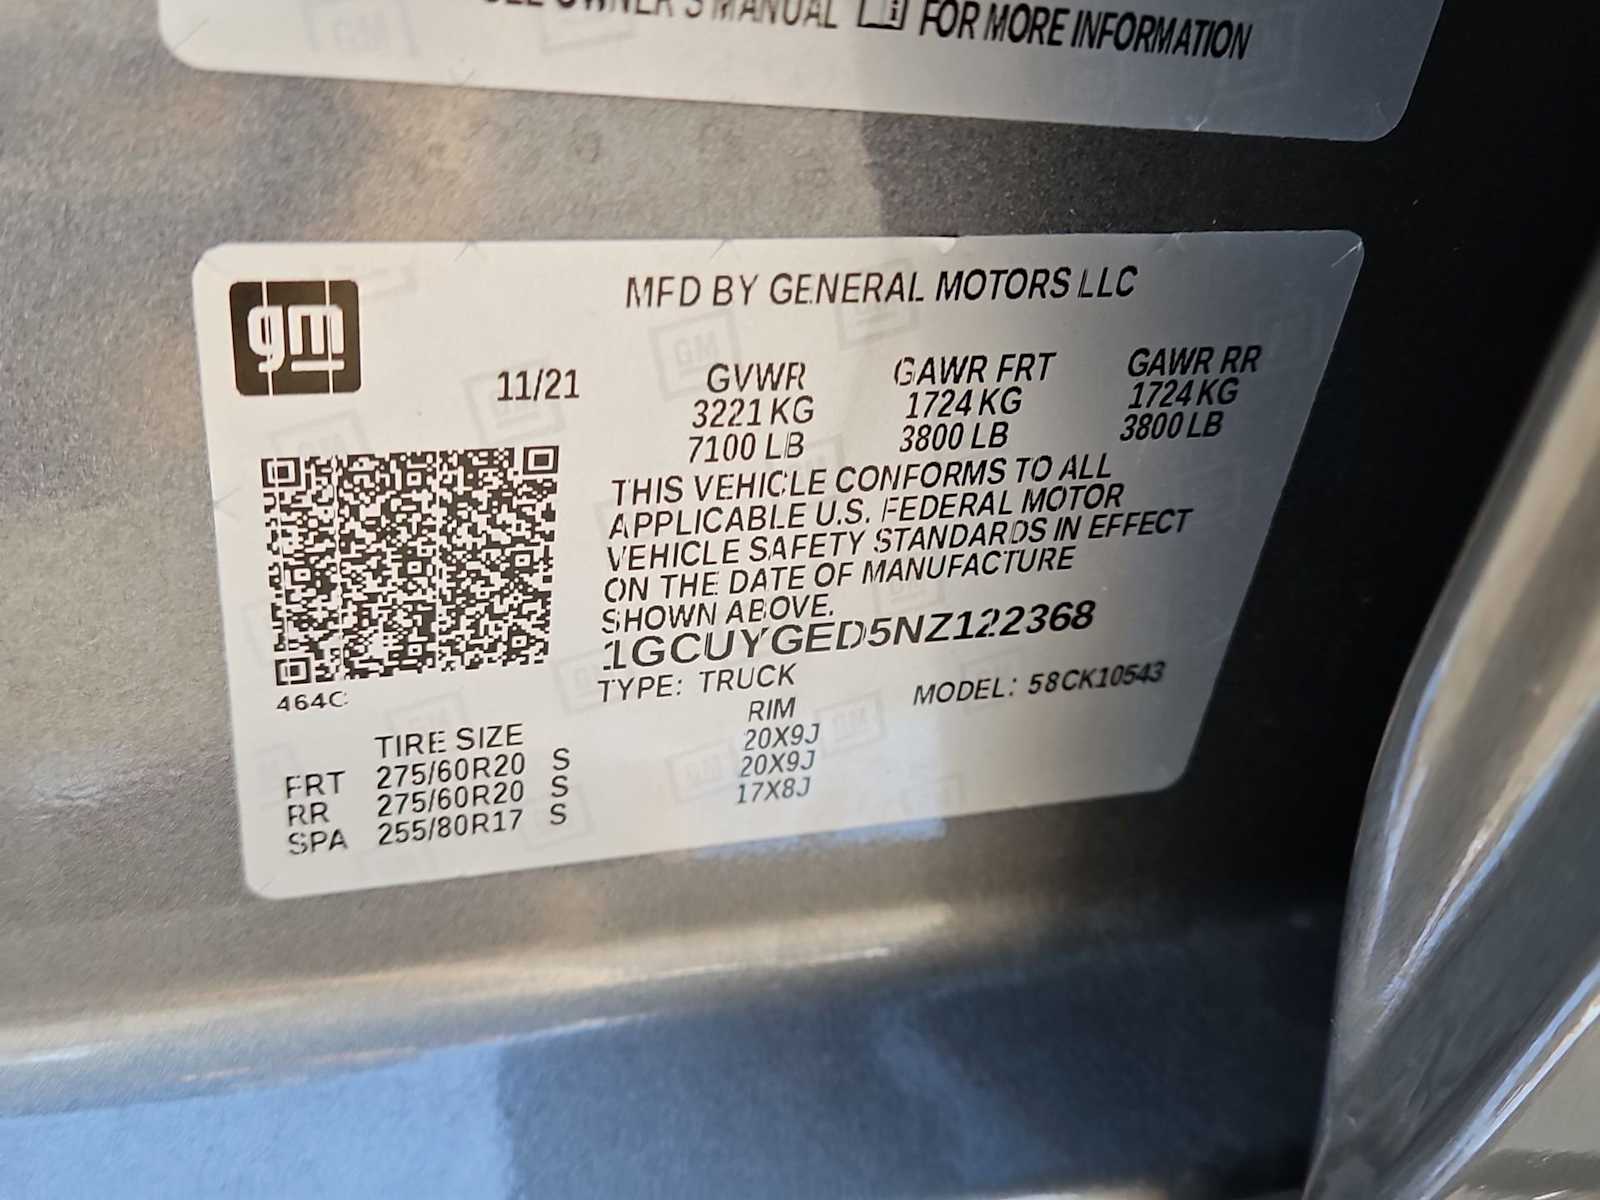 OWNER'S MANUAL FOR MORE INFORMATION
gm
MFD BY GENERAL MOTORS LLC
11/21 GVWR GAWR FRT GAWR RR
3221 KG 1724 KG 1724 KG
7100 LB 3800 LB 3800 LB
THIS VEHICLE CONFORMS TO ALL
APPLICABLE U.S. FEDERAL MOTOR
VEHICLE SAFETY STANDARDS IN EFFECT
ON THE DATE OF MANUFACTURE
SHOWN ABOVE.
1GCUYGED5NZ122368
464C
TYPE: TRUCK MODEL: 58CK10543
TIRE SIZE RIM
FRT 275/60R20 S 20X9J
RR 275/60R20 S 20X9J
SPA 255/80R17 S 17X8J